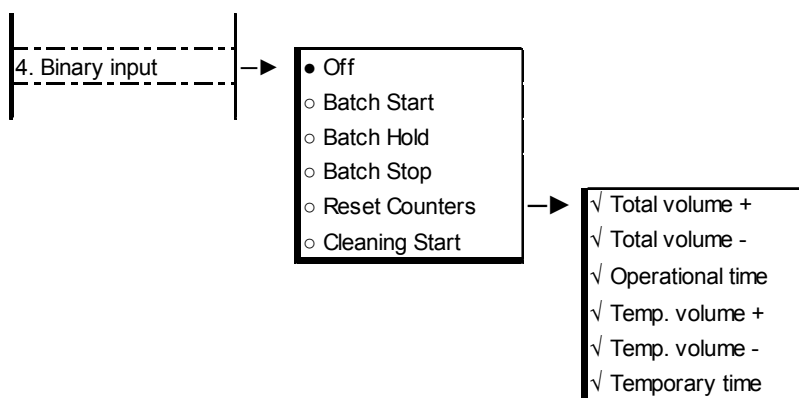 4. Binary input
● Off
○ Batch Start
○ Batch Hold
○ Batch Stop
○ Reset Counters
○ Cleaning Start
√ Total volume +
√ Total volume -
√ Operational time
√ Temp. volume +
√ Temp. volume -
√ Temporary time